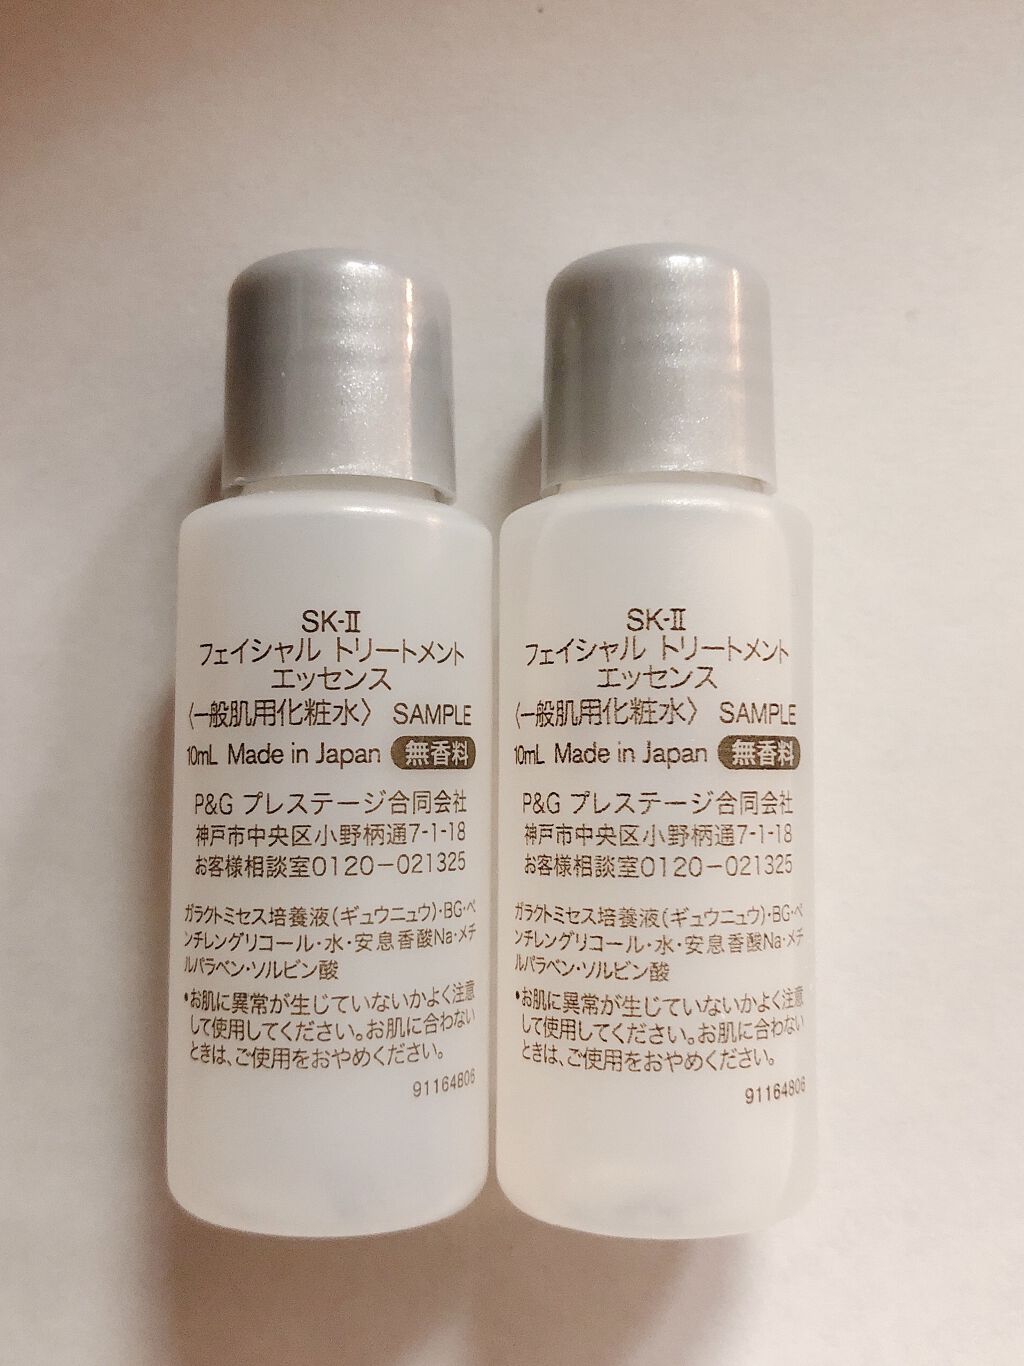 SK-II
フェイシャル トリートメント
エッセンス
〈一般肌用化粧水〉 SAMPLE
10mL Made in Japan 無香料
P&G プレステージ合同会社
神戸市中央区小野柄通7-1-18
お客様相談室0120-021325
ガラクトミセス培養液(ギュウニュウ)・BG・ペ
ンチレングリコール・水・安息香酸Na・メチ
ルパラベン・ソルビン酸
•お肌に異常が生じていないかよく注意
して使用してください。お肌に合わない
ときは、ご使用をおやめください。
91164806
SK-II
フェイシャル トリートメント
エッセンス
〈一般肌用化粧水〉 SAMPLE
10mL Made in Japan 無香料
P&G プレステージ合同会社
神戸市中央区小野柄通7-1-18
お客様相談室0120-021325
ガラクトミセス培養液(ギュウニュウ)・BG・ペ
ンチレングリコール・水・安息香酸Na・メチ
ルパラベン・ソルビン酸
•お肌に異常が生じていないかよく注意
して使用してください。お肌に合わない
ときは、ご使用をおやめください。
91164806